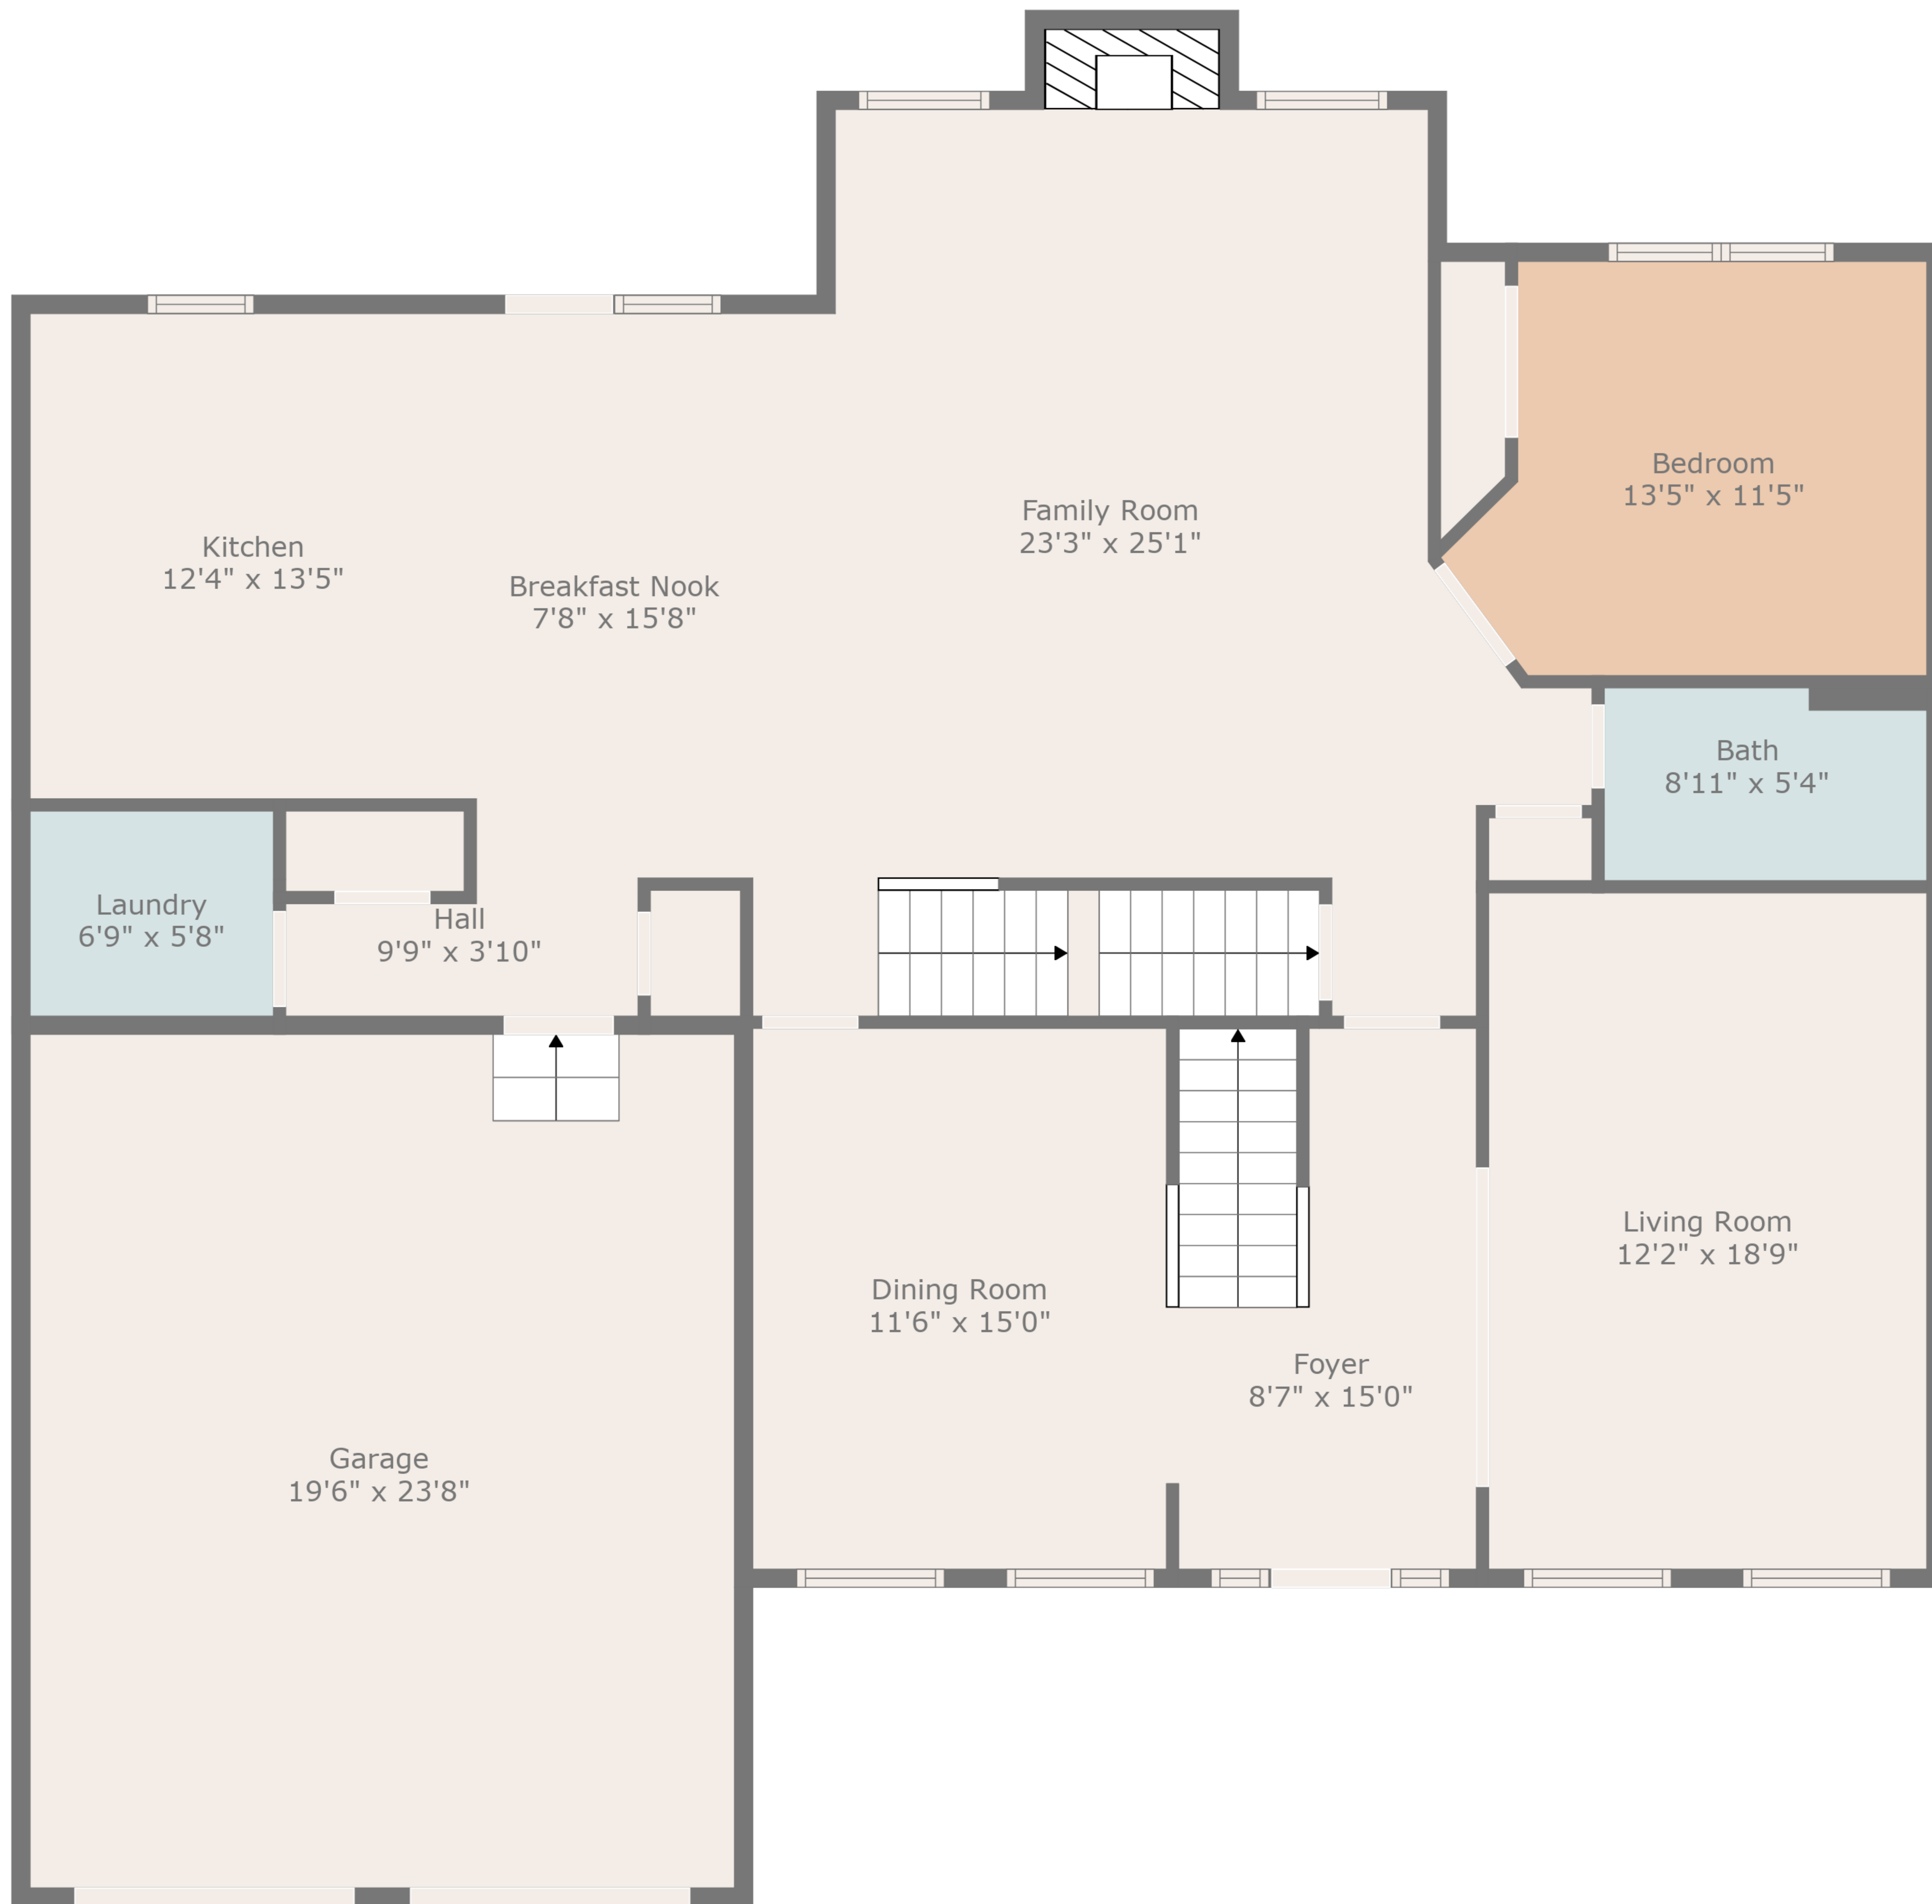 Bedroom
13'5" x 11'5"
Family Room
23'3" x 25'1"
Kitchen
12'4" x 13'5"
Breakfast Nook
7'8" x 15'8"
Bath
8'11" x 5'4"
Laundry
6'9" x 5'8"
Hall
9'9" x 3'10"
Living Room
12'2" x 18'9"
Dining Room
11'6" x 15'0"
Foyer
8'7" x 15'0"
Garage
19'6" x 23'8"